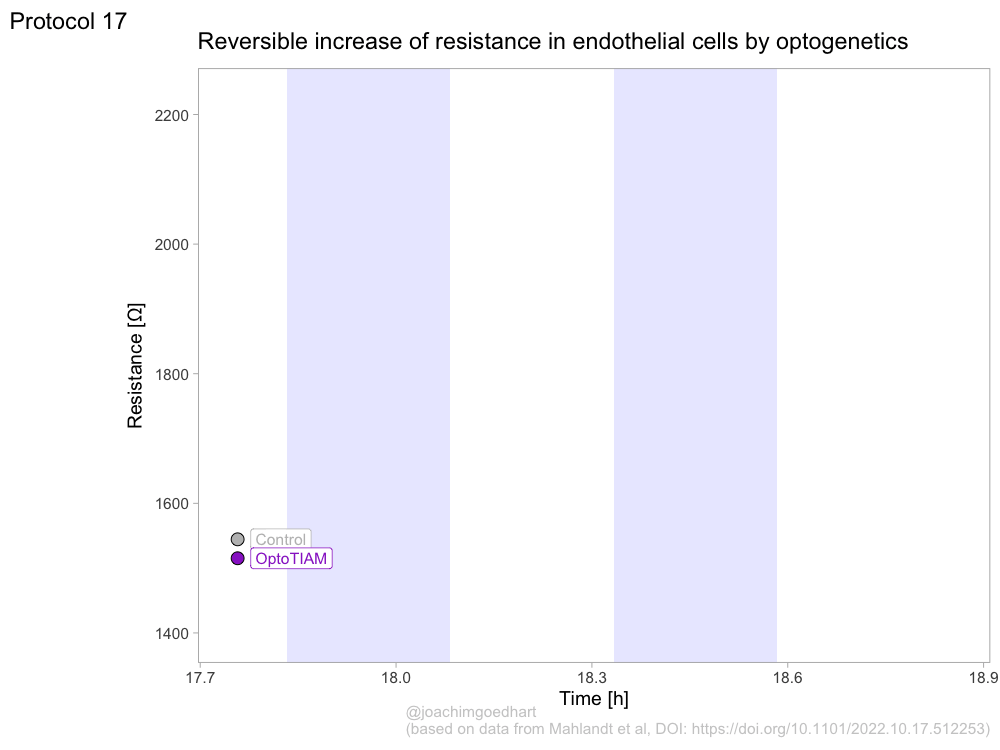 Protocol 17
Reversible increase of resistance in endothelial cells by optogenetics
Resistance [Ω]
2200
2000
1800
1600
1400
Control
OptoTIAM
17.7 18.0 18.3 18.6 18.9
Time [h]
@joachimgoedhart
(based on data from Mahlandt et al, DOI: https://doi.org/10.1101/2022.10.17.512253)